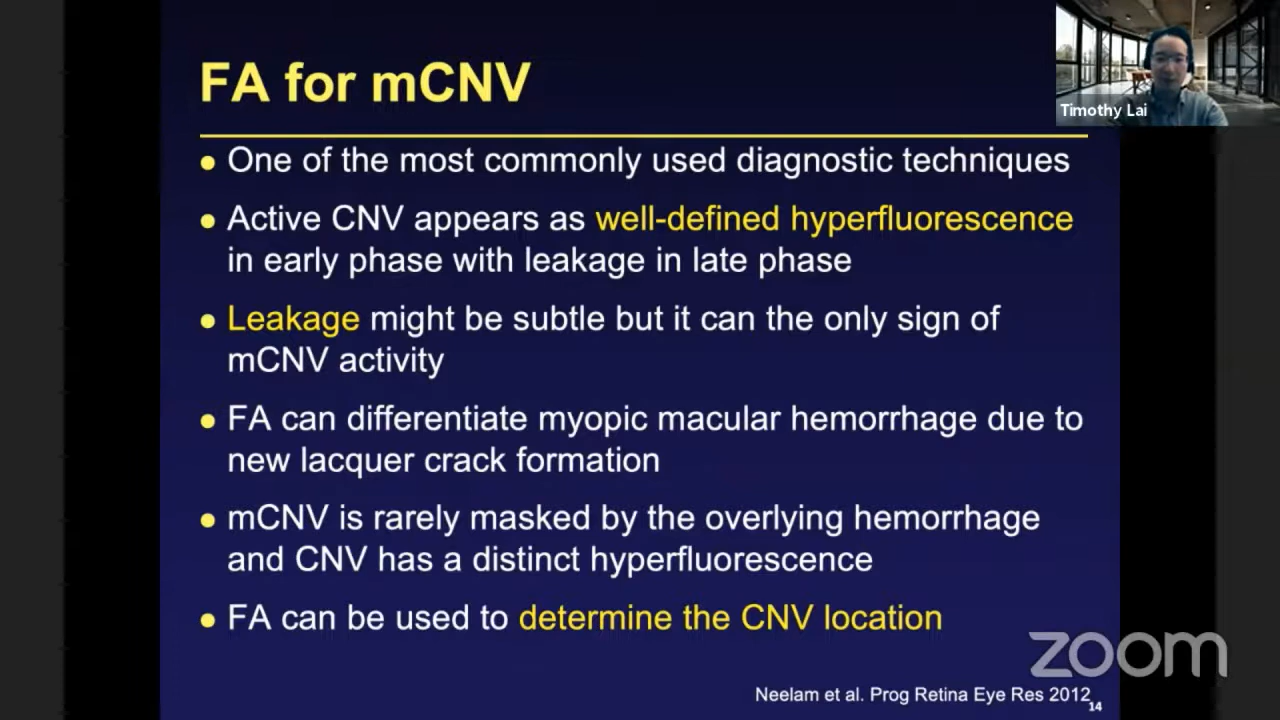 FA for mCNV
Timothy Lai
● One of the most commonly used diagnostic techniques
● Active CNV appears as well-defined hyperfluorescence
in early phase with leakage in late phase
● Leakage might be subtle but it can the only sign of
mCNV activity
● FA can differentiate myopic macular hemorrhage due to
new lacquer crack formation
● mCNV is rarely masked by the overlying hemorrhage
and CNV has a distinct hyperfluorescence
● FA can be used to determine the CNV location
zoom
Neelam et al. Prog Retina Eye Res 2012
14